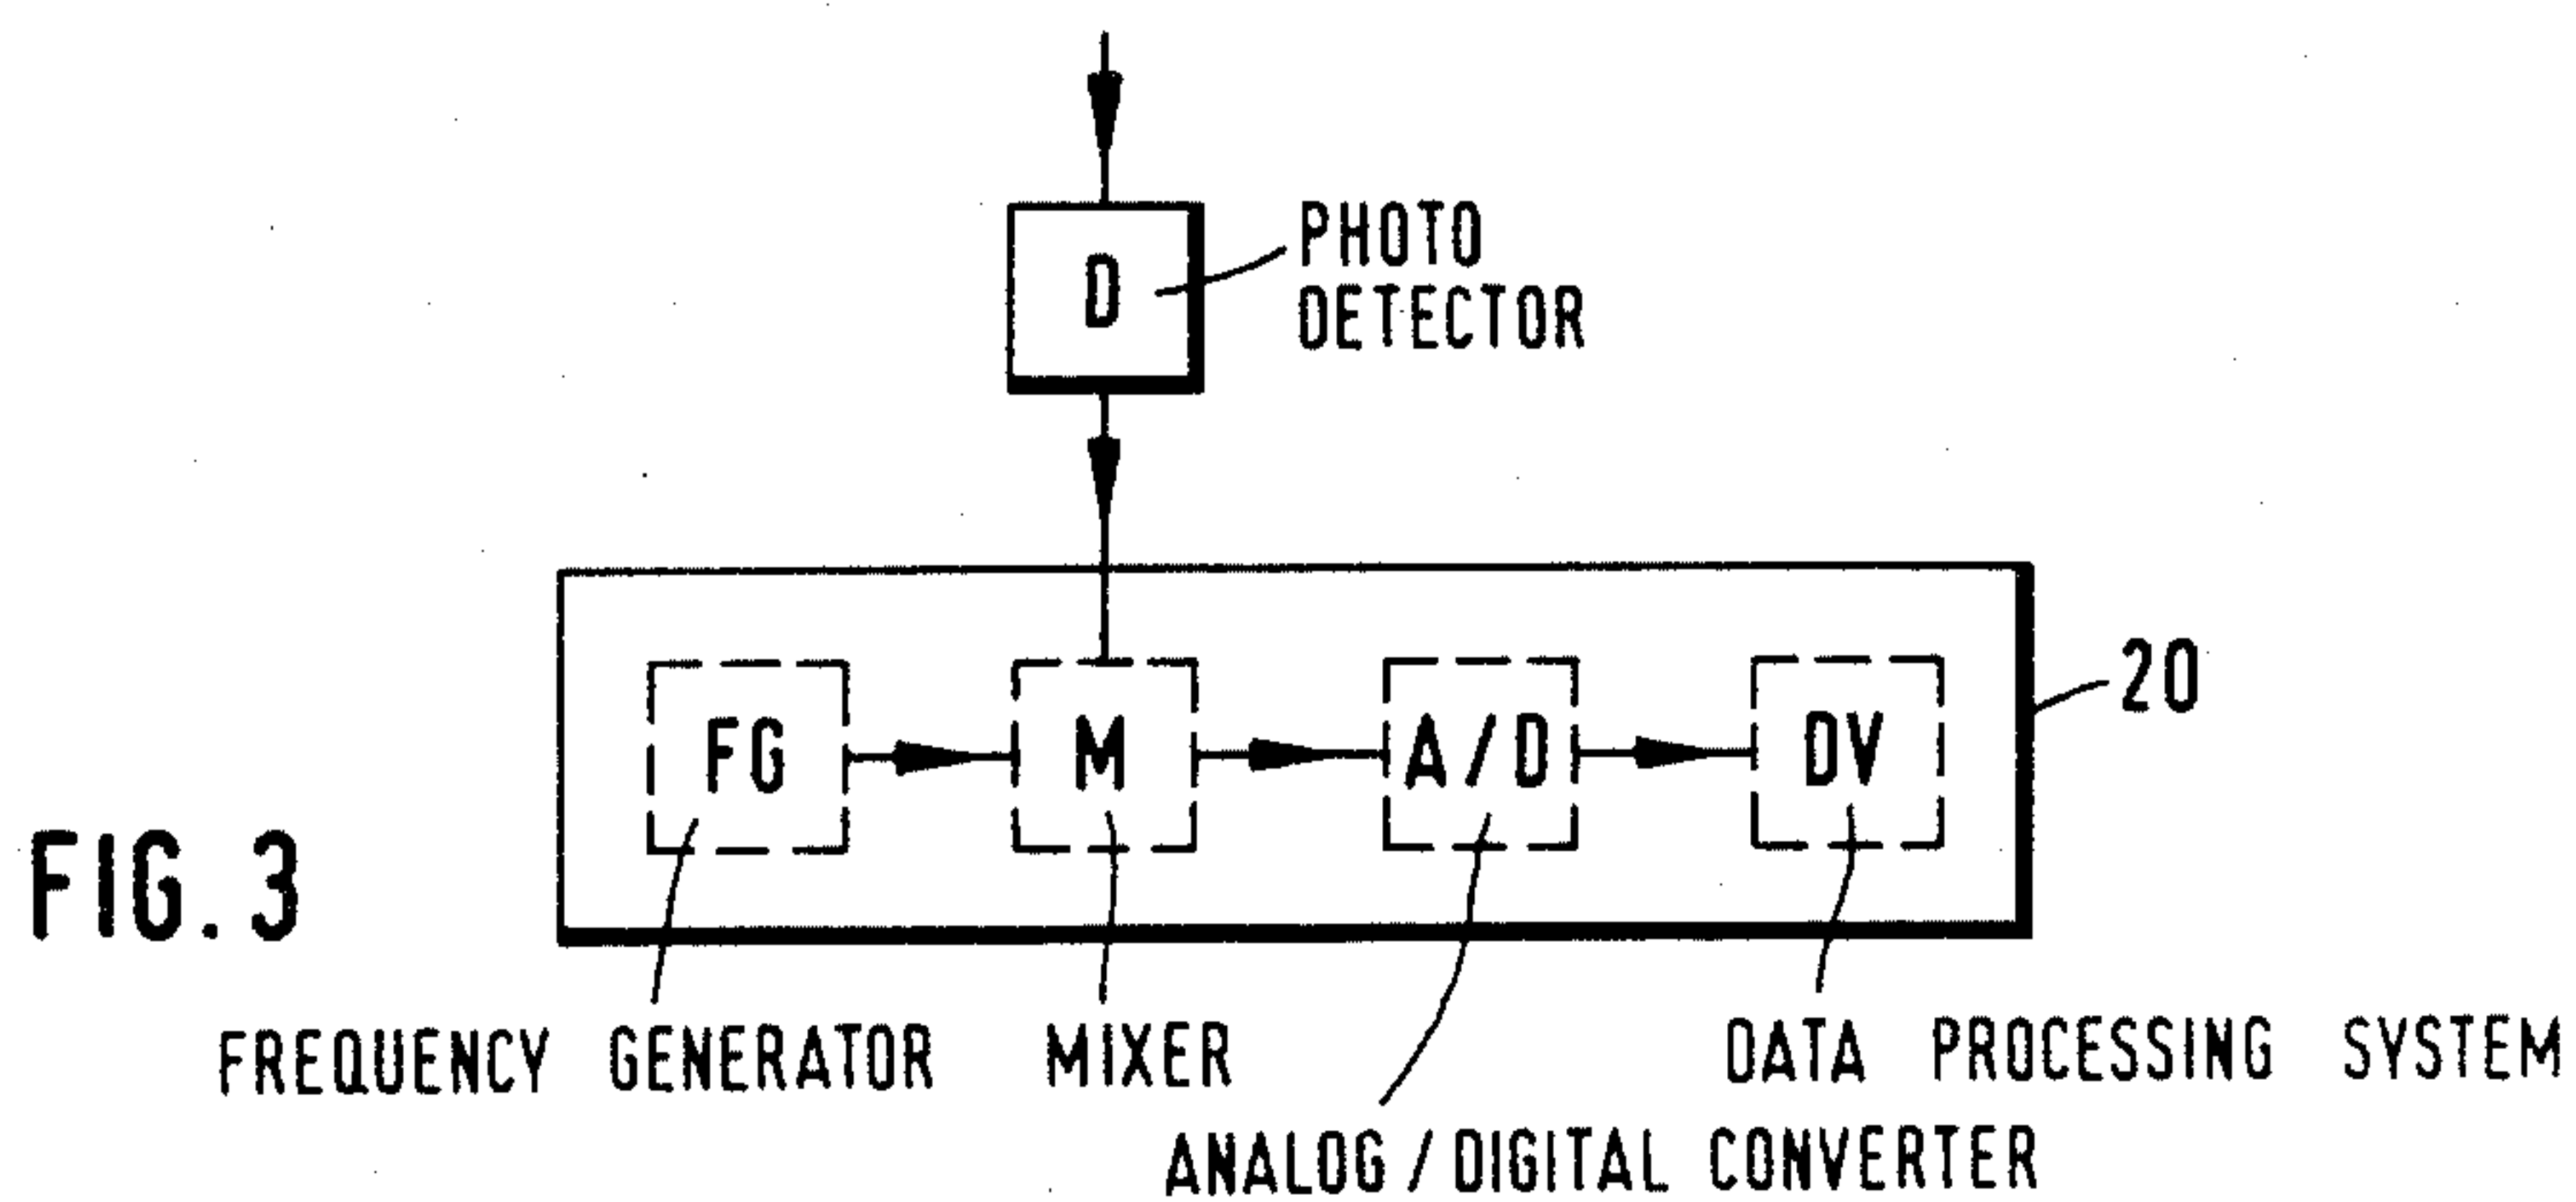 D
PHOTO
DETECTOR
20
FG
M
A/D
DV
FIG. 3
FREQUENCY GENERATOR
MIXER
DATA PROCESSING SYSTEM
ANALOG / DIGITAL CONVERTER